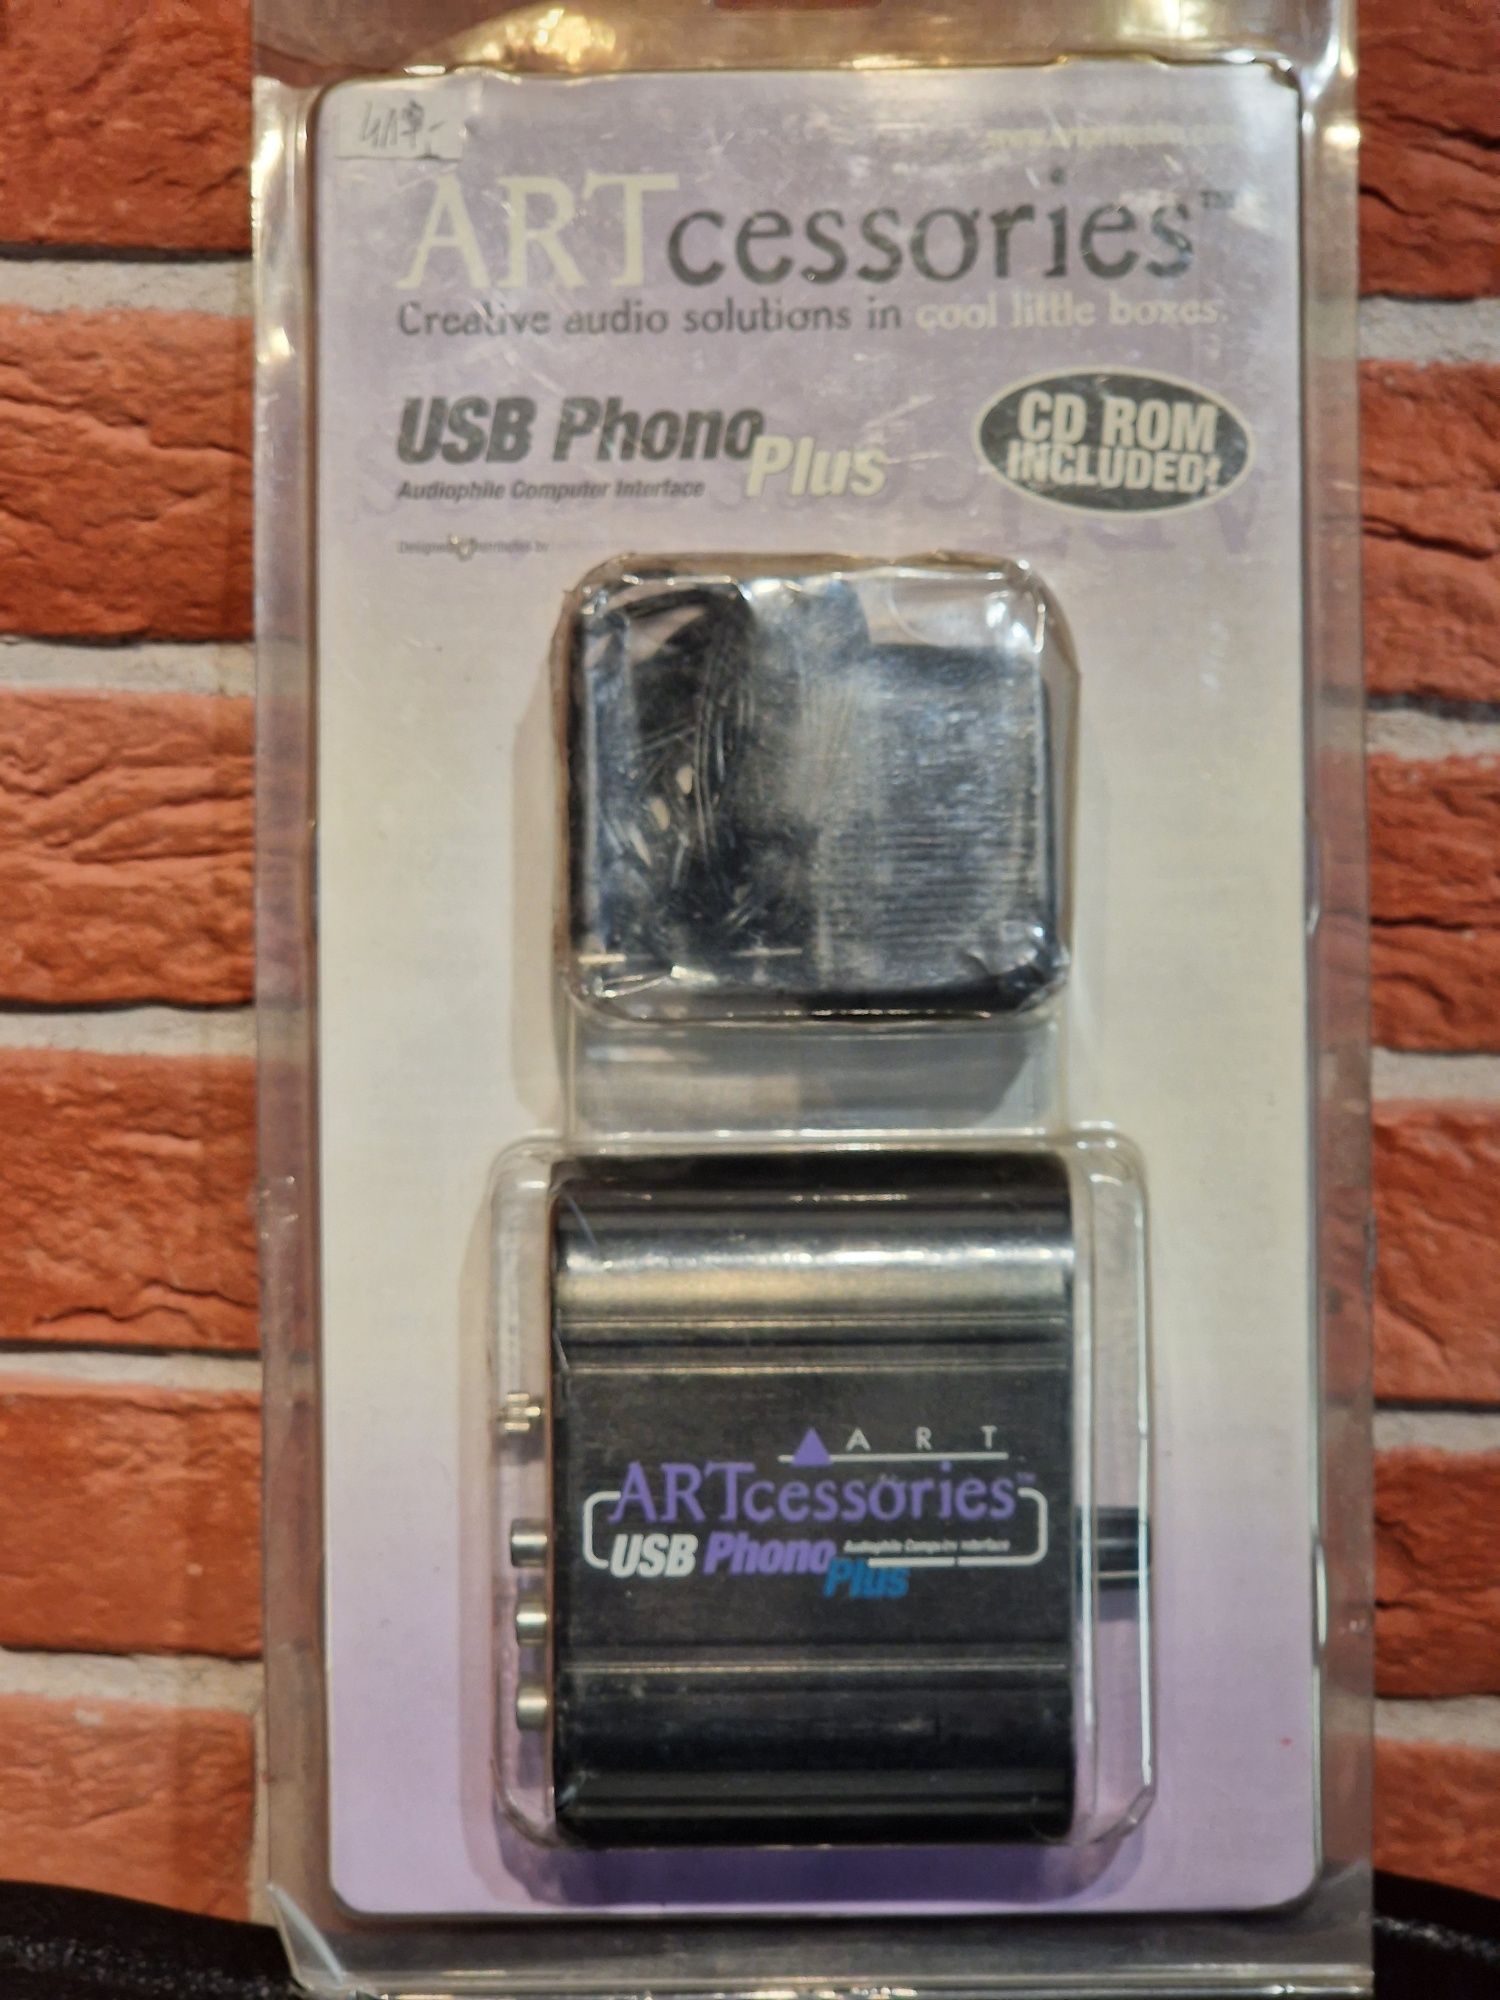 ARTcessories™
Creative audio solutions in cool little boxes.
USB Phono Plus
Audiophile Computer Interface
CD ROM
INCLUDED!
ART
ARTcessories™
USB Phono Plus
Audiophile Computer Interface